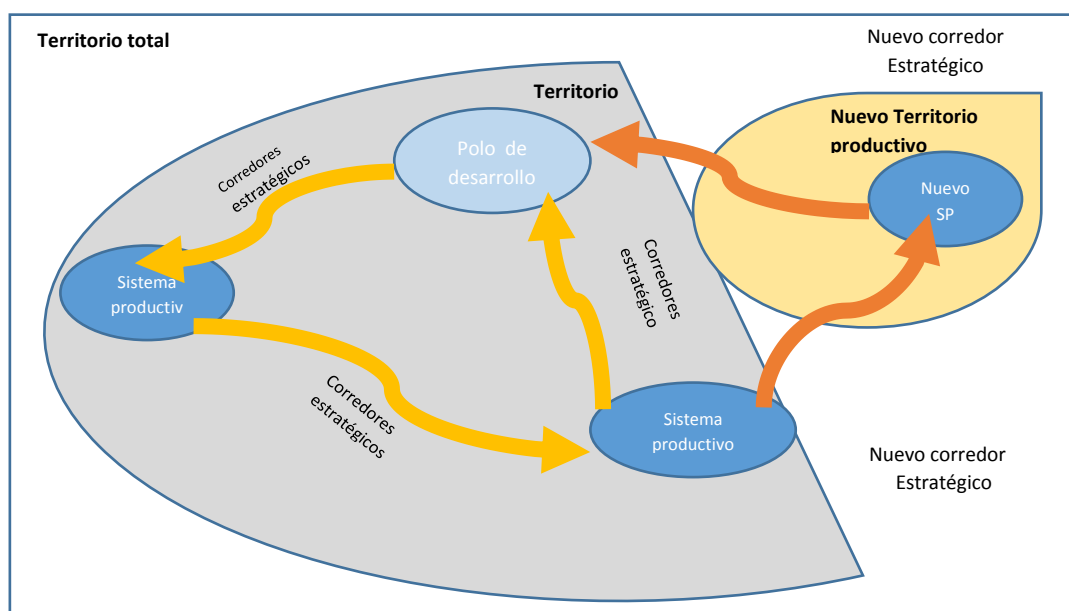 Territorio total
Nuevo corredor
Estratégico
Territorio
Nuevo Territorio
productivo
Polo de
desarrollo
Corredores
estratégicos
Nuevo
SP
Corredores
estratégico
Sistema
productiv
Corredores
estratégicos
Sistema
productivo
Nuevo corredor
Estratégico